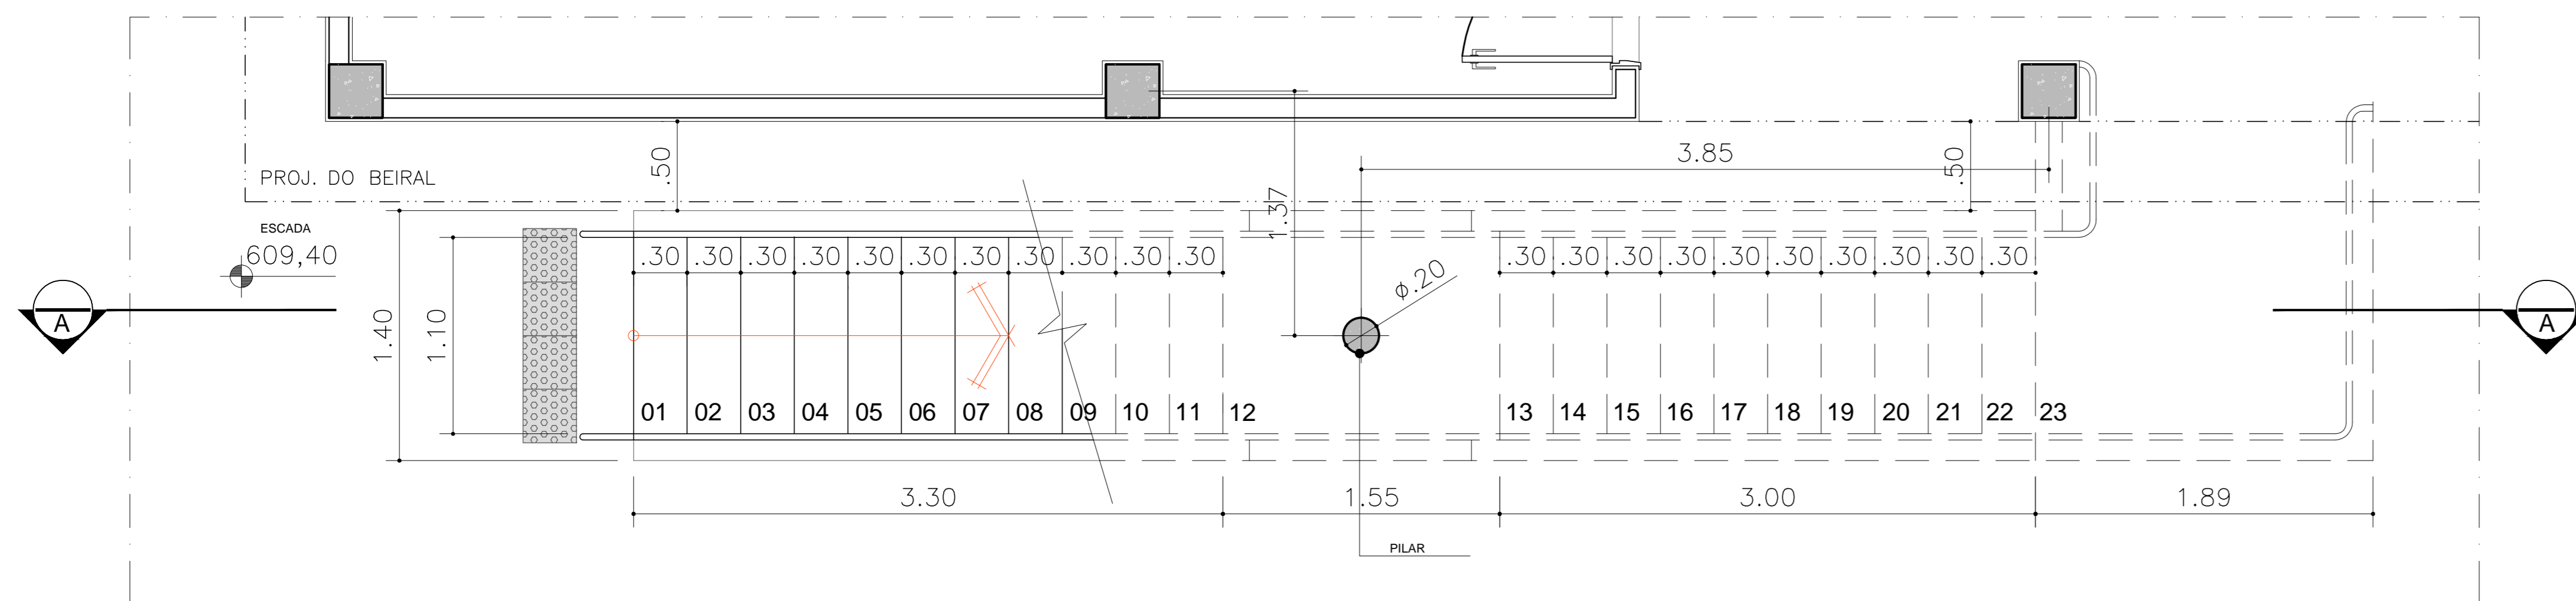 .50
3.85
.50
PROJ. DO BEIRAL
1.37
ESCADA
609,40
.30 .30 .30 .30 .30 .30 .30 .30 .30 .30 .30
.30 .30 .30 .30 .30 .30 .30 .30 .30 .30
ø.20
A
A
1.40
1.10
01 02 03 04 05 06 07 08 09 10 11 12
13 14 15 16 17 18 19 20 21 22 23
3.30
1.55
3.00
1.89
PILAR